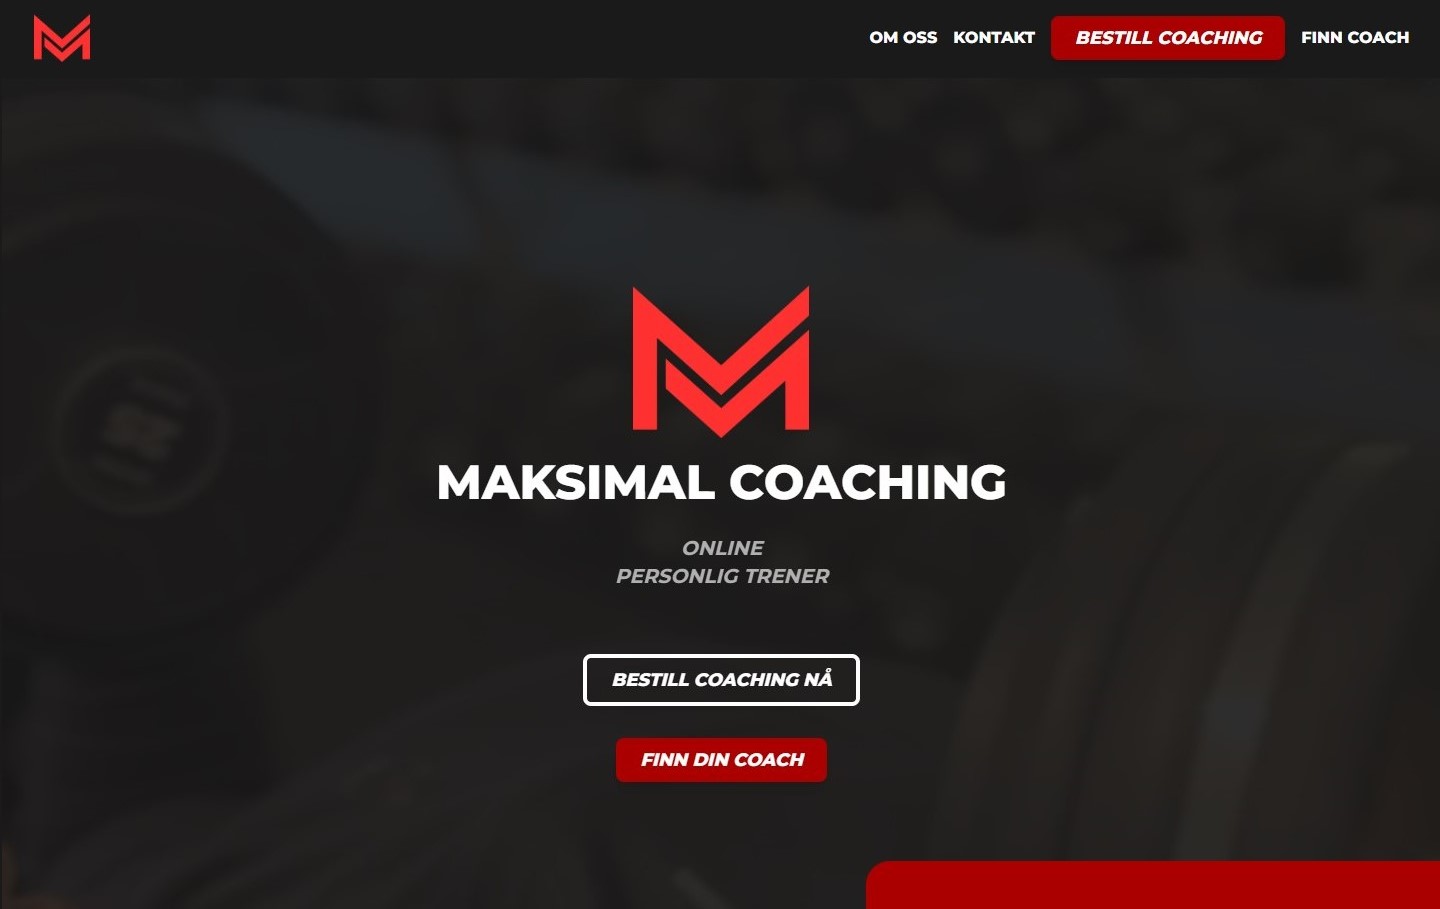 OM OSS KONTAKT BESTILL COACHING FINN COACH
MAKSIMAL COACHING
ONLINE
PERSONLIG TRENER
BESTILL COACHING NÅ
FINN DIN COACH